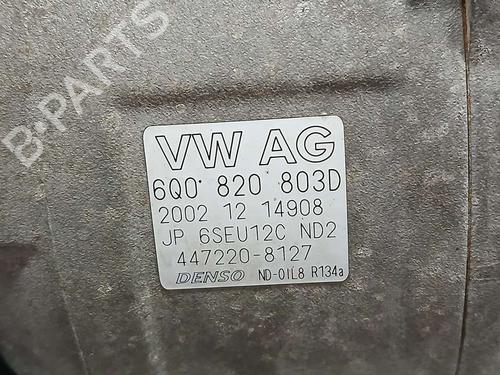 B-PARTS
VW AG
6Q0 820 803D
2002 12 14908
JP 6SEU12C ND2
447220-8127
DENSO ND-OIL8 R134a